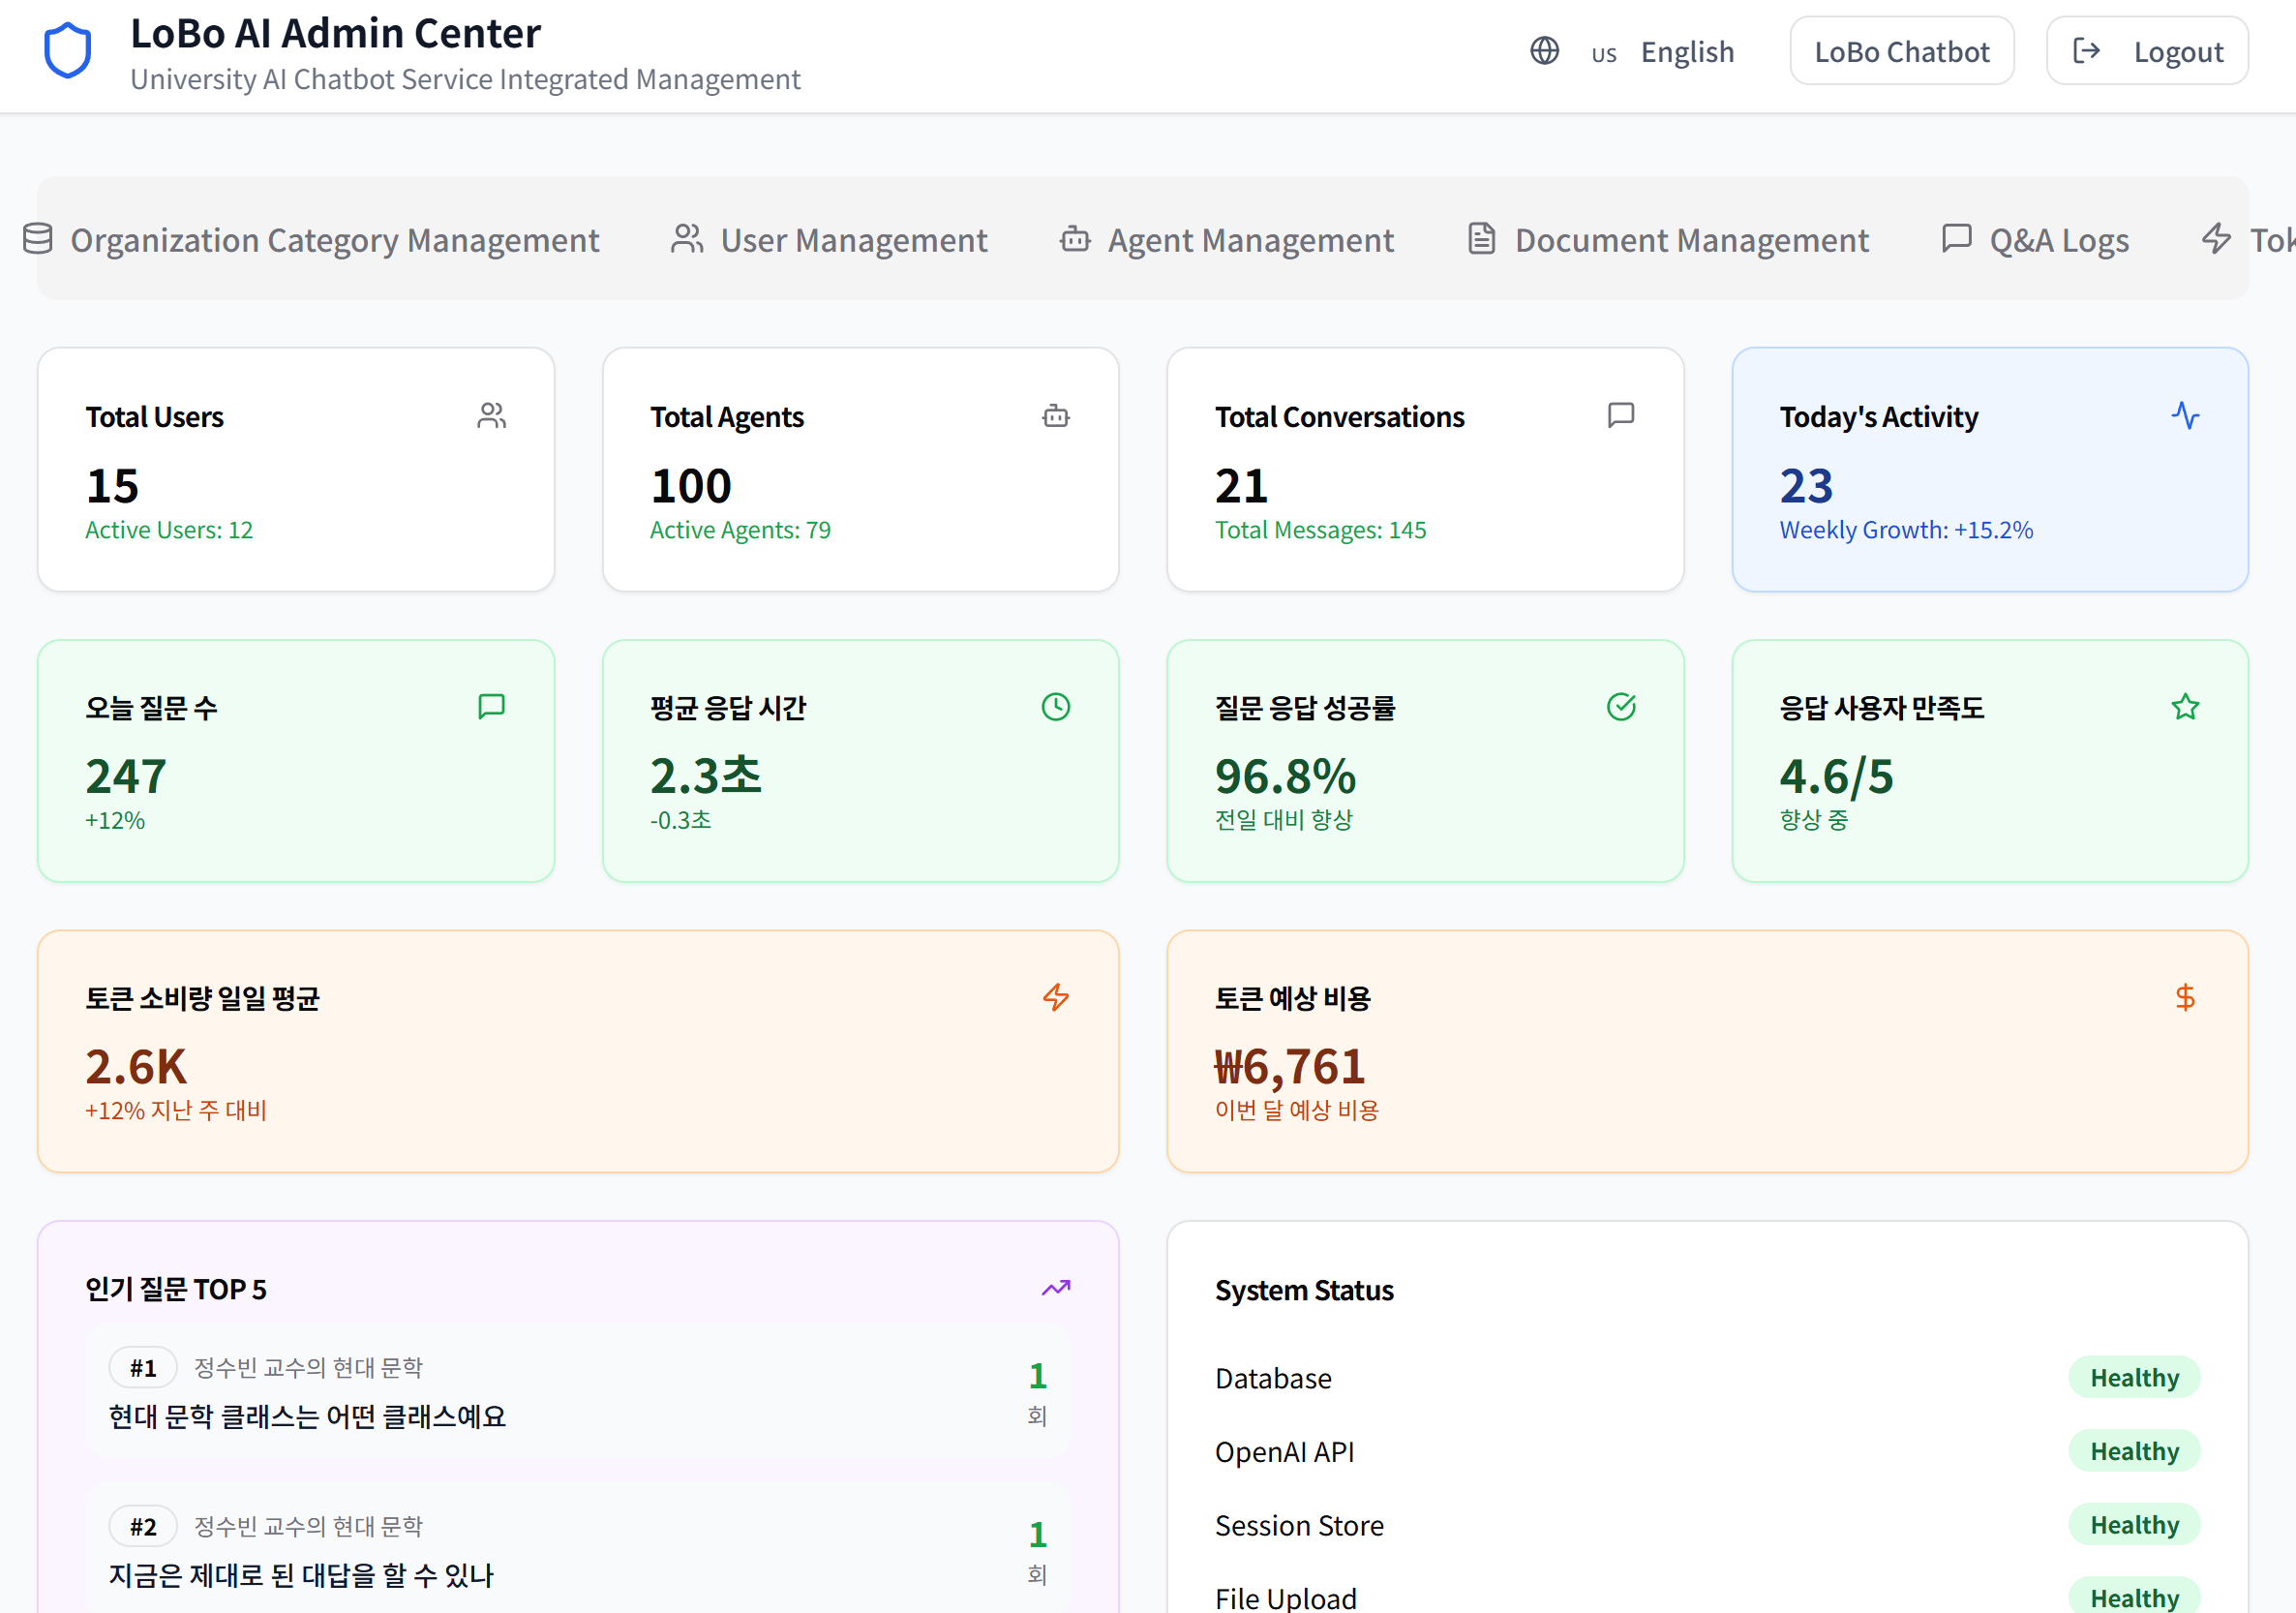 LoBo AI Admin Center
University AI Chatbot Service Integrated Management
US English
LoBo Chatbot
Logout
Organization Category Management
User Management
Agent Management
Document Management
Q&A Logs
Total Users
15
Active Users: 12
Total Agents
100
Active Agents: 79
Total Conversations
21
Total Messages: 145
Today's Activity
23
Weekly Growth: +15.2%
오늘 질문 수
247
+12%
평균 응답 시간
2.3초
-0.3초
질문 응답 성공률
96.8%
전일 대비 향상
응답 사용자 만족도
4.6/5
향상 중
토큰 소비량 일일 평균
2.6K
+12% 지난 주 대비
토큰 예상 비용
₩6,761
이번 달 예상 비용
인기 질문 TOP 5
#1 정수빈 교수의 현대 문학
현대 문학 클래스는 어떤 클래스예요
1
회
#2 정수빈 교수의 현대 문학
지금은 제대로 된 대답을 할 수 있나
1
회
System Status
Database Healthy
OpenAI API Healthy
Session Store Healthy
File Upload Healthy